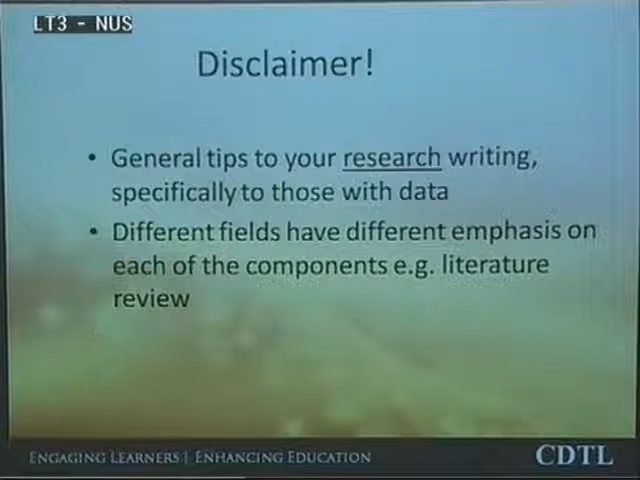 LT3 - NUS
Disclaimer!
• General tips to your research writing,
specifically to those with data
• Different fields have different emphasis on
each of the components e.g. literature
review
ENGAGING LEARNERS | ENHANCING EDUCATION
CDTL